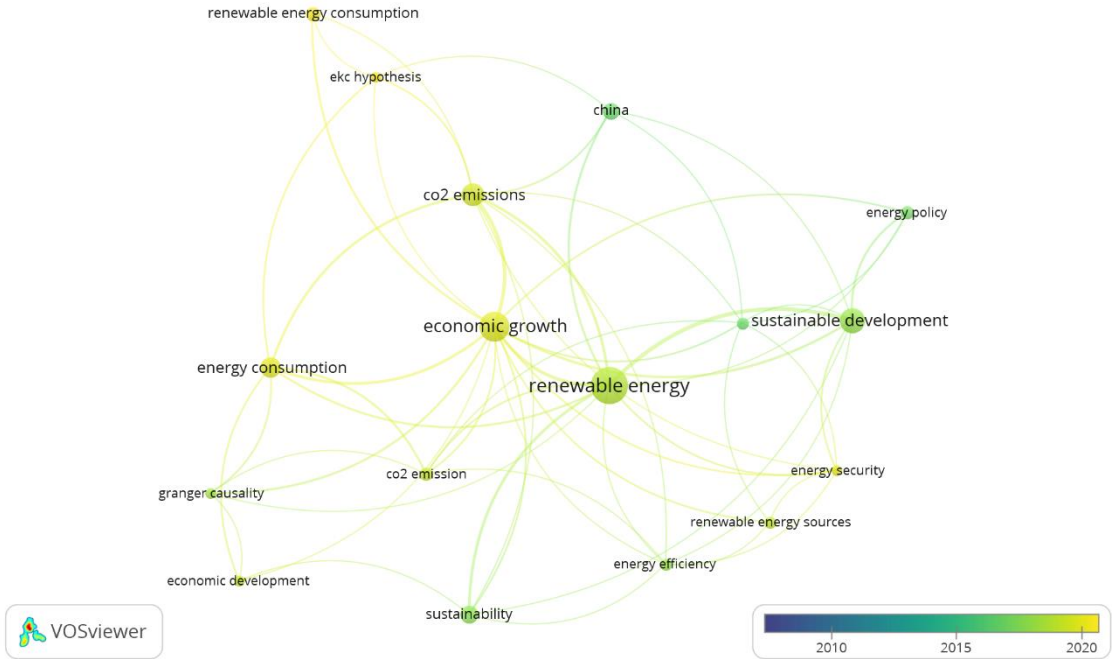 renewable energy consumption
ekc hypothesis
china
co2 emissions
energy policy
economic growth
sustainable development
energy consumption
renewable energy
co2 emission
energy security
granger causality
renewable energy sources
energy efficiency
economic development
sustainability
VOSviewer
2010 2015 2020